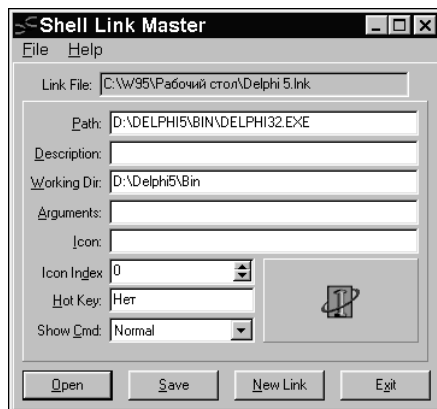 Shell Link Master
File Help
Link File: C:\W95\Рабочий стол\Delphi 5.lnk
Path: D:\DELPHI5\BIN\DELPHI32.EXE
Description:
Working Dir: D:\Delphi5\Bin
Arguments:
Icon:
Icon Index 0
Hot Key: Нет
Show Cmd: Normal
Open Save New Link Exit